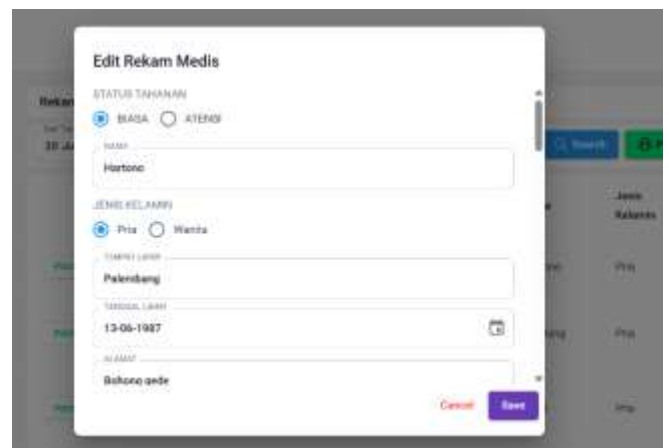 Edit Rekam Medis
STATUS TAHANAN
BIASA ATENSI
NAMA
Hartono
JENIS KELAMIN
Pria Wanita
TEMPAT LAHIR
Palembang
TANGGAL LAHIR
13-06-1987
ALAMAT
Bohong gede
Cancel Save
Search
Jenis
Kelamin
Pria
Pria
Pria